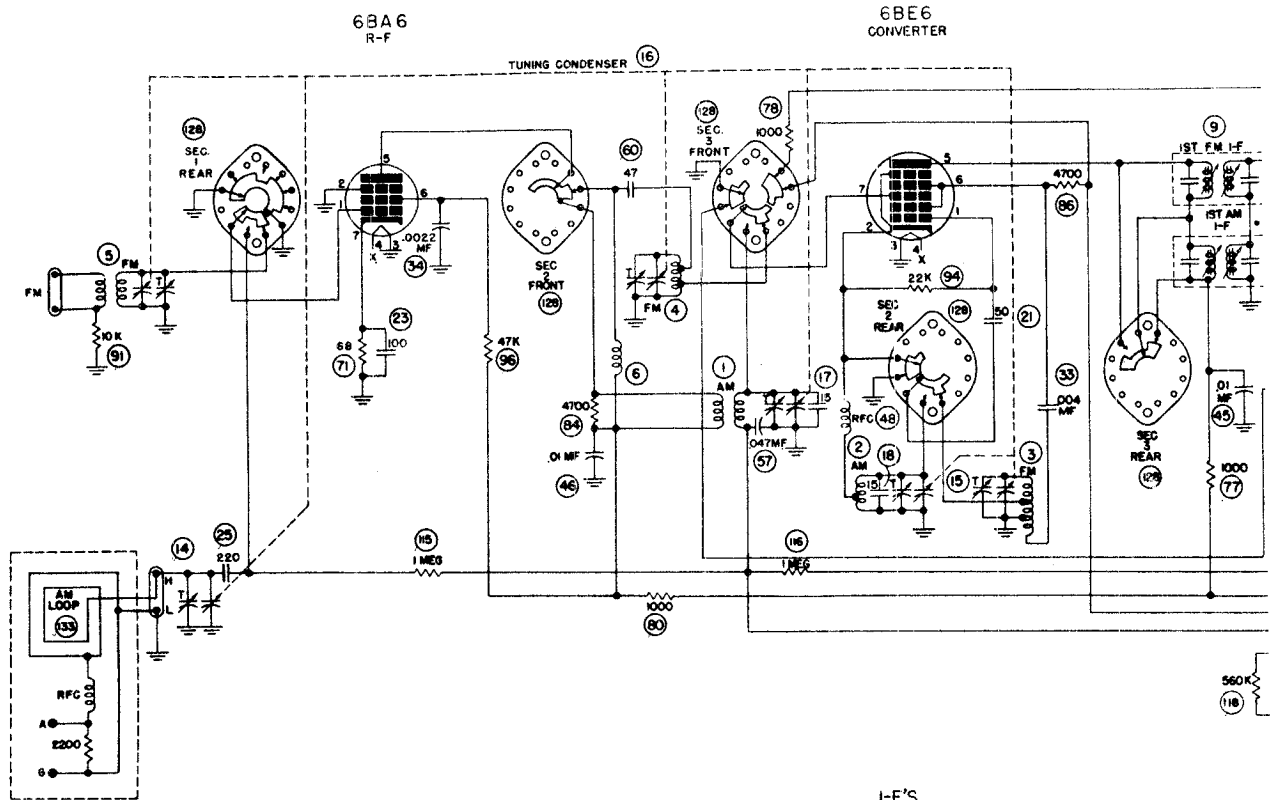 6BA6
R-F
6BE6
CONVERTER
TUNING CONDENSER 16
128
SEC.
1
REAR
5
2
6
7
4
3
X
.0022
MF
34
60
47
SEC
2
FRONT
128
128
SEC.
3
FRONT
78
1000
5
7
6
1
2
3
4
X
4700
86
9
1ST FM I-F
1ST AM
I-F
5
FM
T
FM
10K
91
23
68
71
100
47K
96
6
T
FM
4
22K
94
SEC
2
REAR
128
50
21
33
.004
MF
.01
MF
45
4700
84
.01 MF
46
1
AM
17
15
.047MF
57
RFC
48
2
AM
15
18
T
15
T
3
FM
SEC
3
REAR
128
1000
77
14
25
220
H
T
L
115
1 MEG
116
1 MEG
1000
80
AM
LOOP
133
RFC
A
2200
G
560K
118
I-F'S